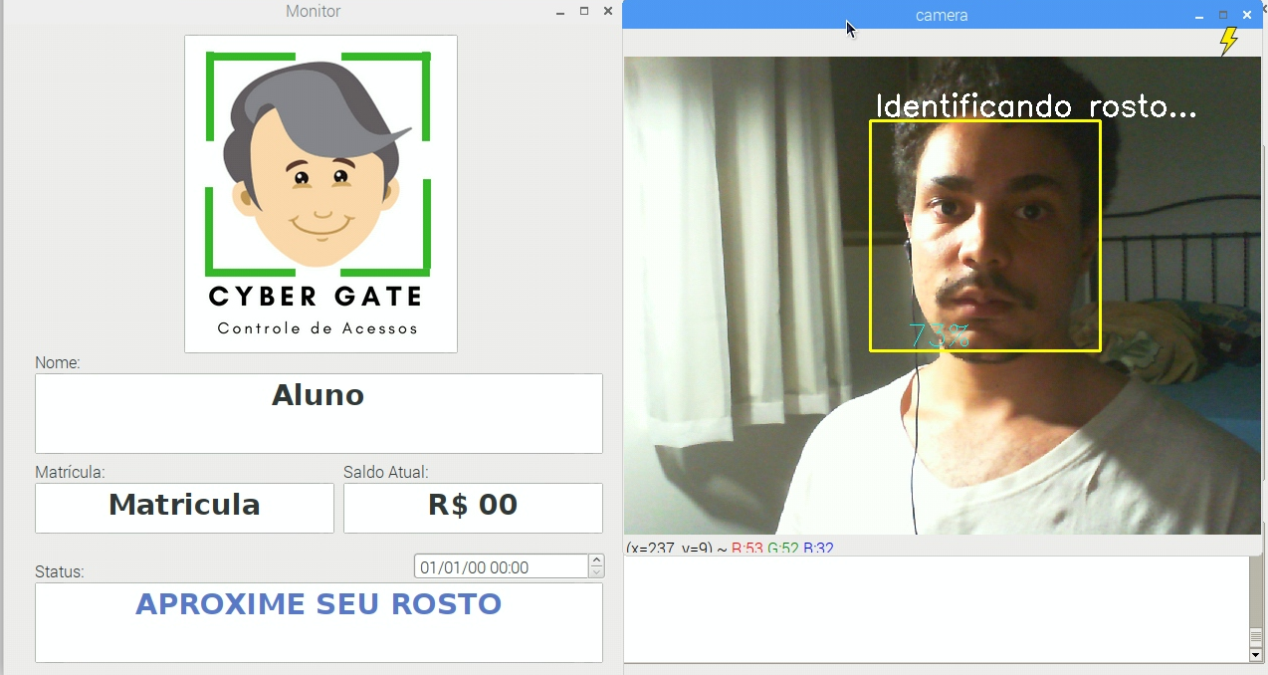 Monitor
CYBER GATE
Controle de Acessos
Nome:
Aluno
Matrícula:
Matricula
Saldo Atual:
R$ 00
01/01/00 00:00
Status:
APROXIME SEU ROSTO
camera
Identificando rosto...
73%
(x=237, y=9) ~ R:53 G:52 B:32